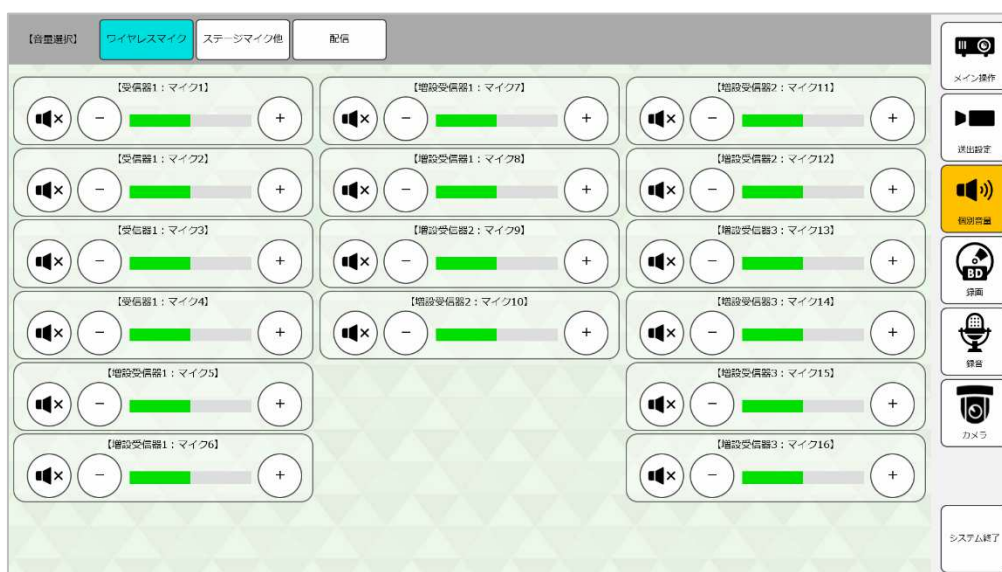 【音量選択】
ワイヤレスマイク
ステージマイク他
配信
【受信器1：マイク1】
− +
【受信器1：マイク2】
− +
【受信器1：マイク3】
− +
【受信器1：マイク4】
− +
【増設受信器1：マイク5】
− +
【増設受信器1：マイク6】
− +
【増設受信器1：マイク7】
− +
【増設受信器1：マイク8】
− +
【増設受信器2：マイク9】
− +
【増設受信器2：マイク10】
− +
【増設受信器2：マイク11】
− +
【増設受信器2：マイク12】
− +
【増設受信器3：マイク13】
− +
【増設受信器3：マイク14】
− +
【増設受信器3：マイク15】
− +
【増設受信器3：マイク16】
− +
メイン操作
送出設定
個別音量
BD
録画
録音
カメラ
システム終了